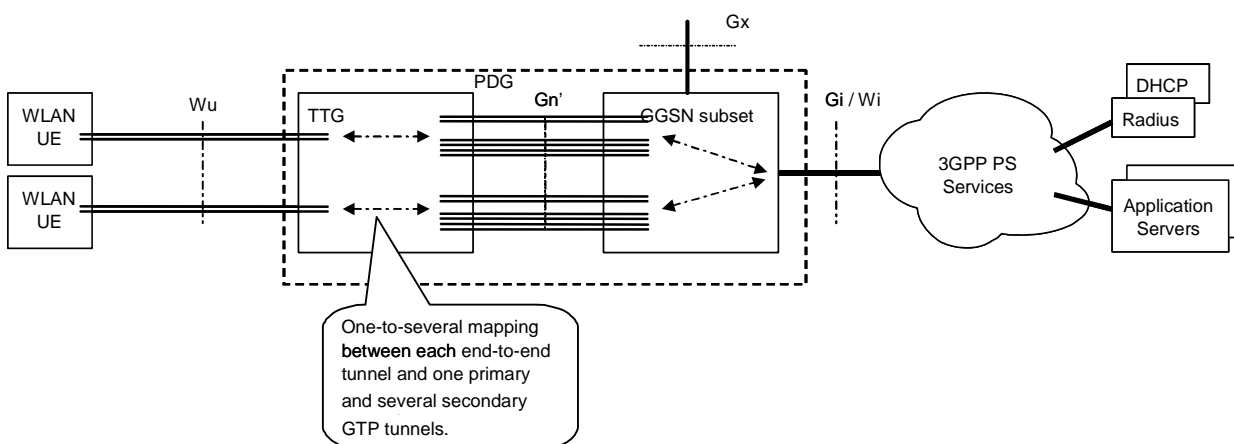 Gx
PDG
WLAN
UE
Wu
TTG
Gn'
GGSN subset
Gi / Wi
DHCP
Radius
3GPP PS
Services
WLAN
UE
Application
Servers
One-to-several mapping
between each end-to-end
tunnel and one primary
and several secondary
GTP tunnels.